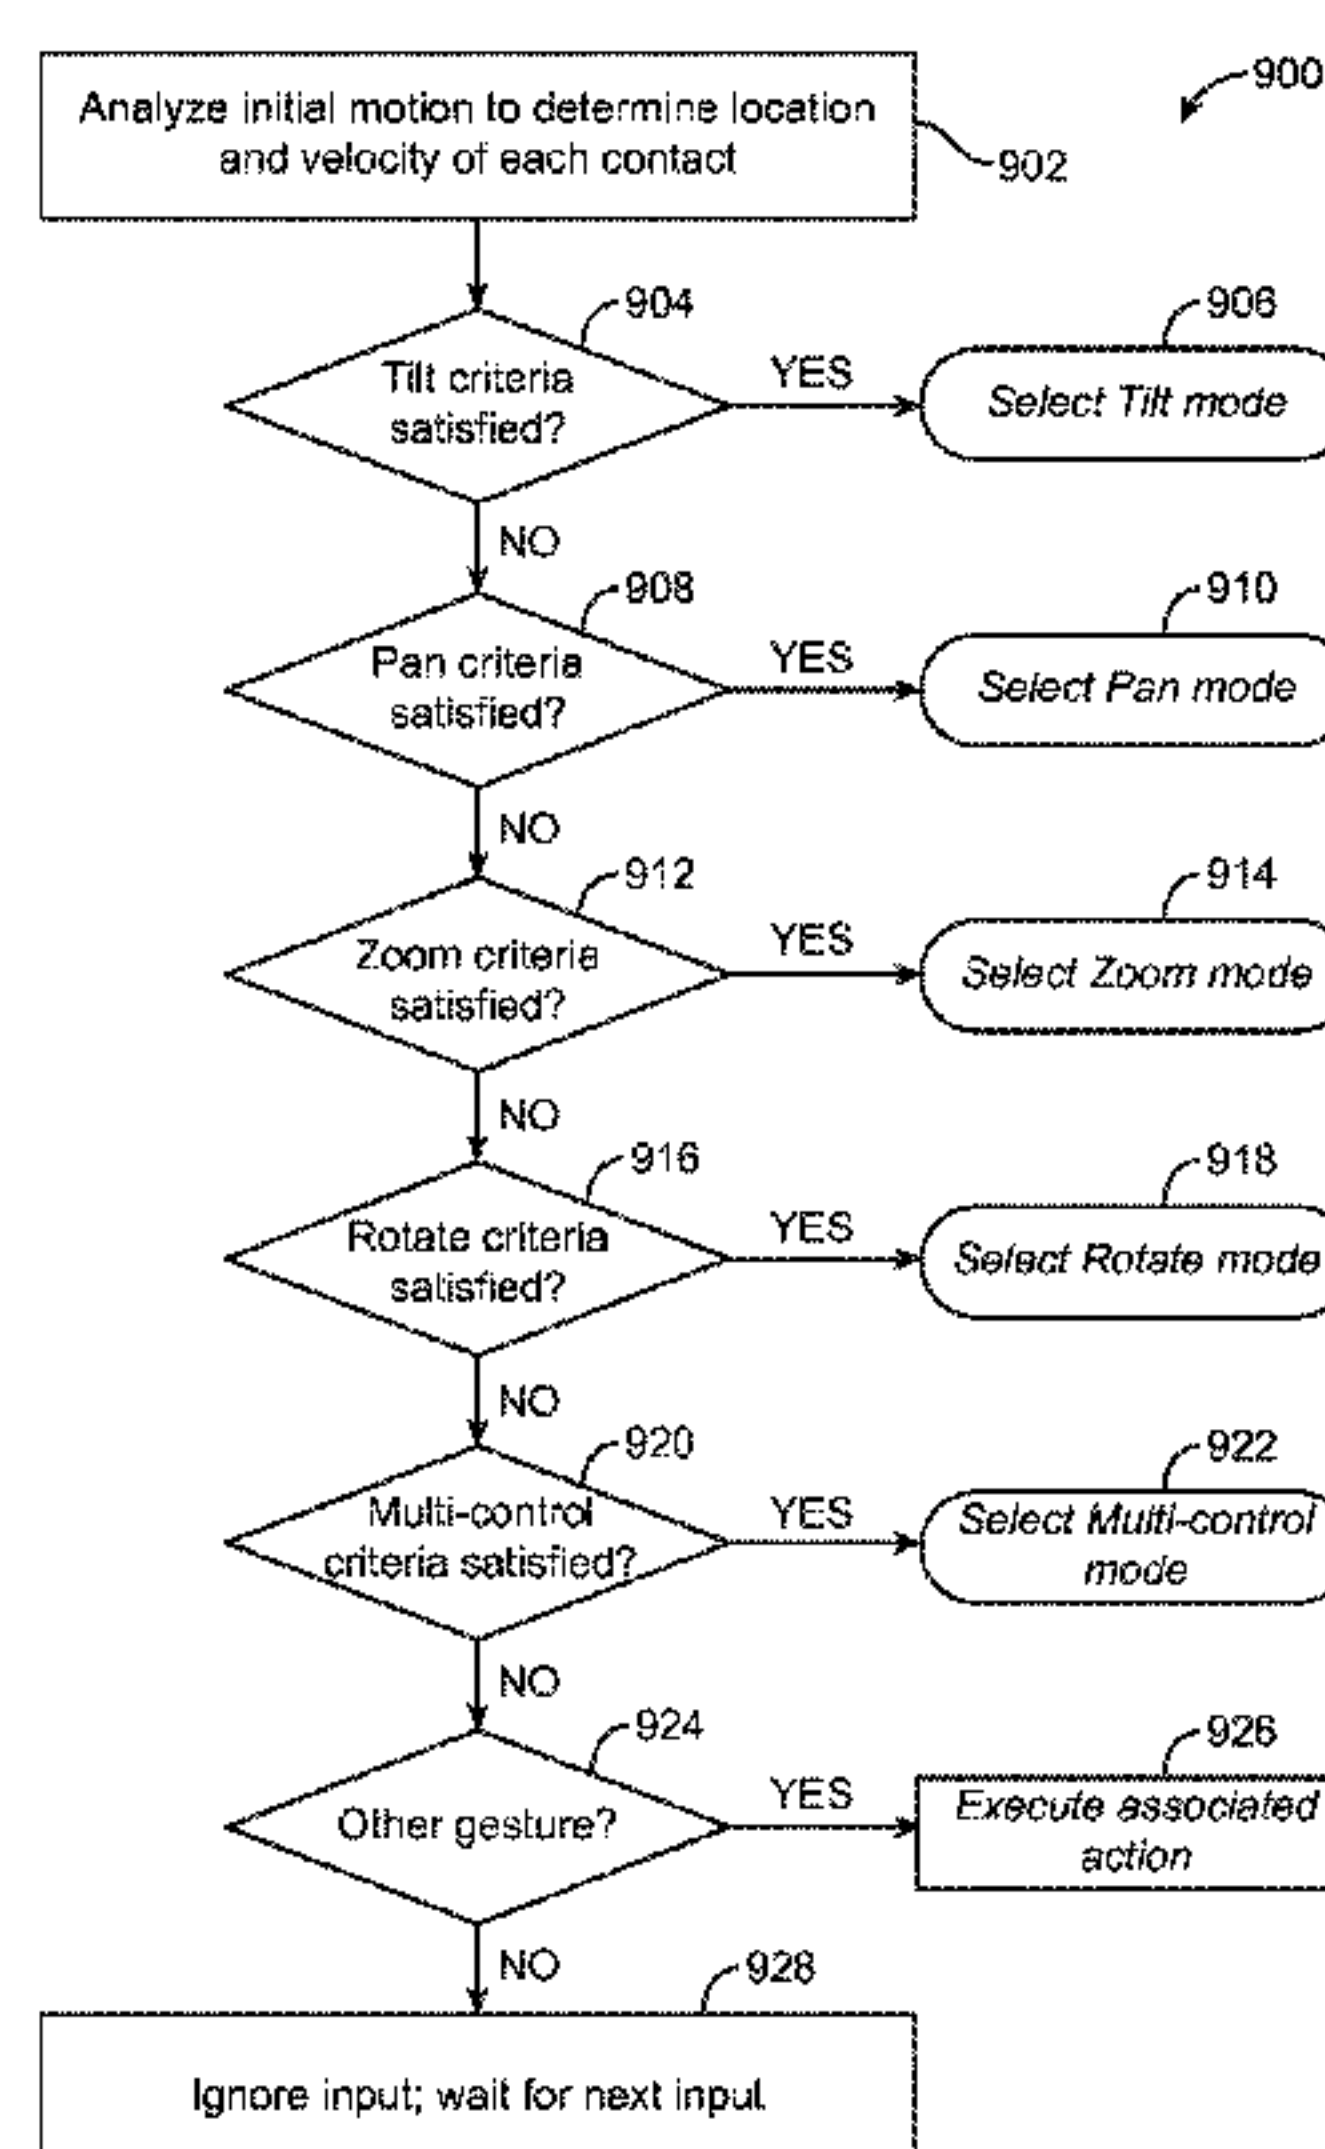 900
Analyze initial motion to determine location
and velocity of each contact
902
904
906
Tilt criteria
satisfied?
YES
Select Tilt mode
NO
908
910
Pan criteria
satisfied?
YES
Select Pan mode
NO
912
914
Zoom criteria
satisfied?
YES
Select Zoom mode
NO
916
918
Rotate criteria
satisfied?
YES
Select Rotate mode
NO
920
922
Multi-control
criteria satisfied?
YES
Select Multi-control
mode
NO
924
926
Other gesture?
YES
Execute associated
action
NO
928
Ignore input; wait for next input.